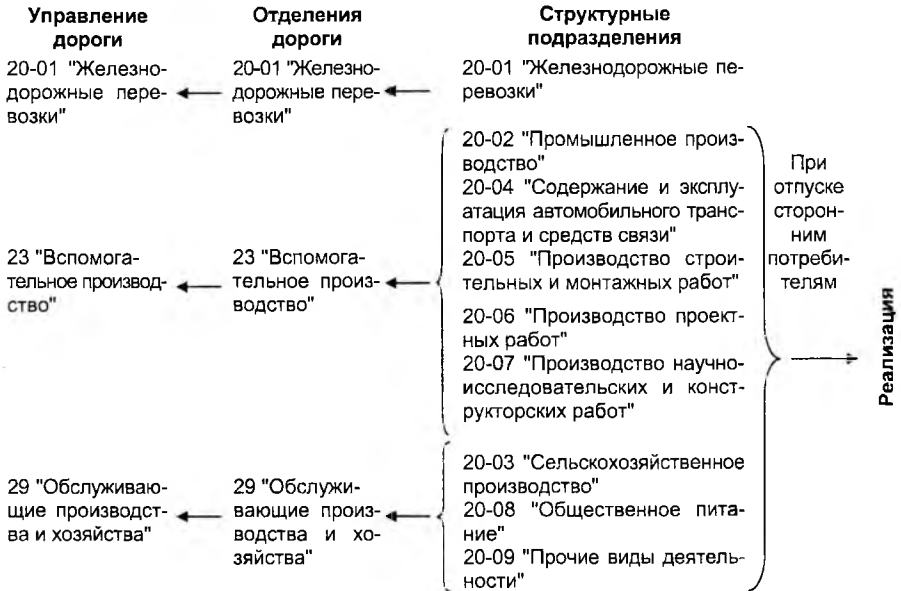 Управление
дороги
Отделения
дороги
Структурные
подразделения
20-01 "Железно-
дорожные пере-
возки"
20-01 "Железно-
дорожные пере-
возки"
20-01 "Железнодорожные пе-
ревозки"
23 "Вспомога-
тельное производ-
ство"
23 "Вспомога-
тельное произ-
водство"
20-02 "Промышленное произ-
водство"
20-04 "Содержание и эксплу-
атация автомобильного транс-
порта и средств связи"
20-05 "Производство строи-
тельных и монтажных работ"
20-06 "Производство проект-
ных работ"
20-07 "Производство научно-
исследовательских и конст-
рукторских работ"
29 "Обслуживаю-
щие производст-
ва и хозяйства"
29 "Обслужи-
вающие произ-
водства и хо-
зяйства"
20-03 "Сельскохозяйственное
производство"
20-08 "Общественное пита-
ние"
20-09 "Прочие виды деятель-
ности"
При
отпуске
сторон-
ним
потреби-
телям
Реализация